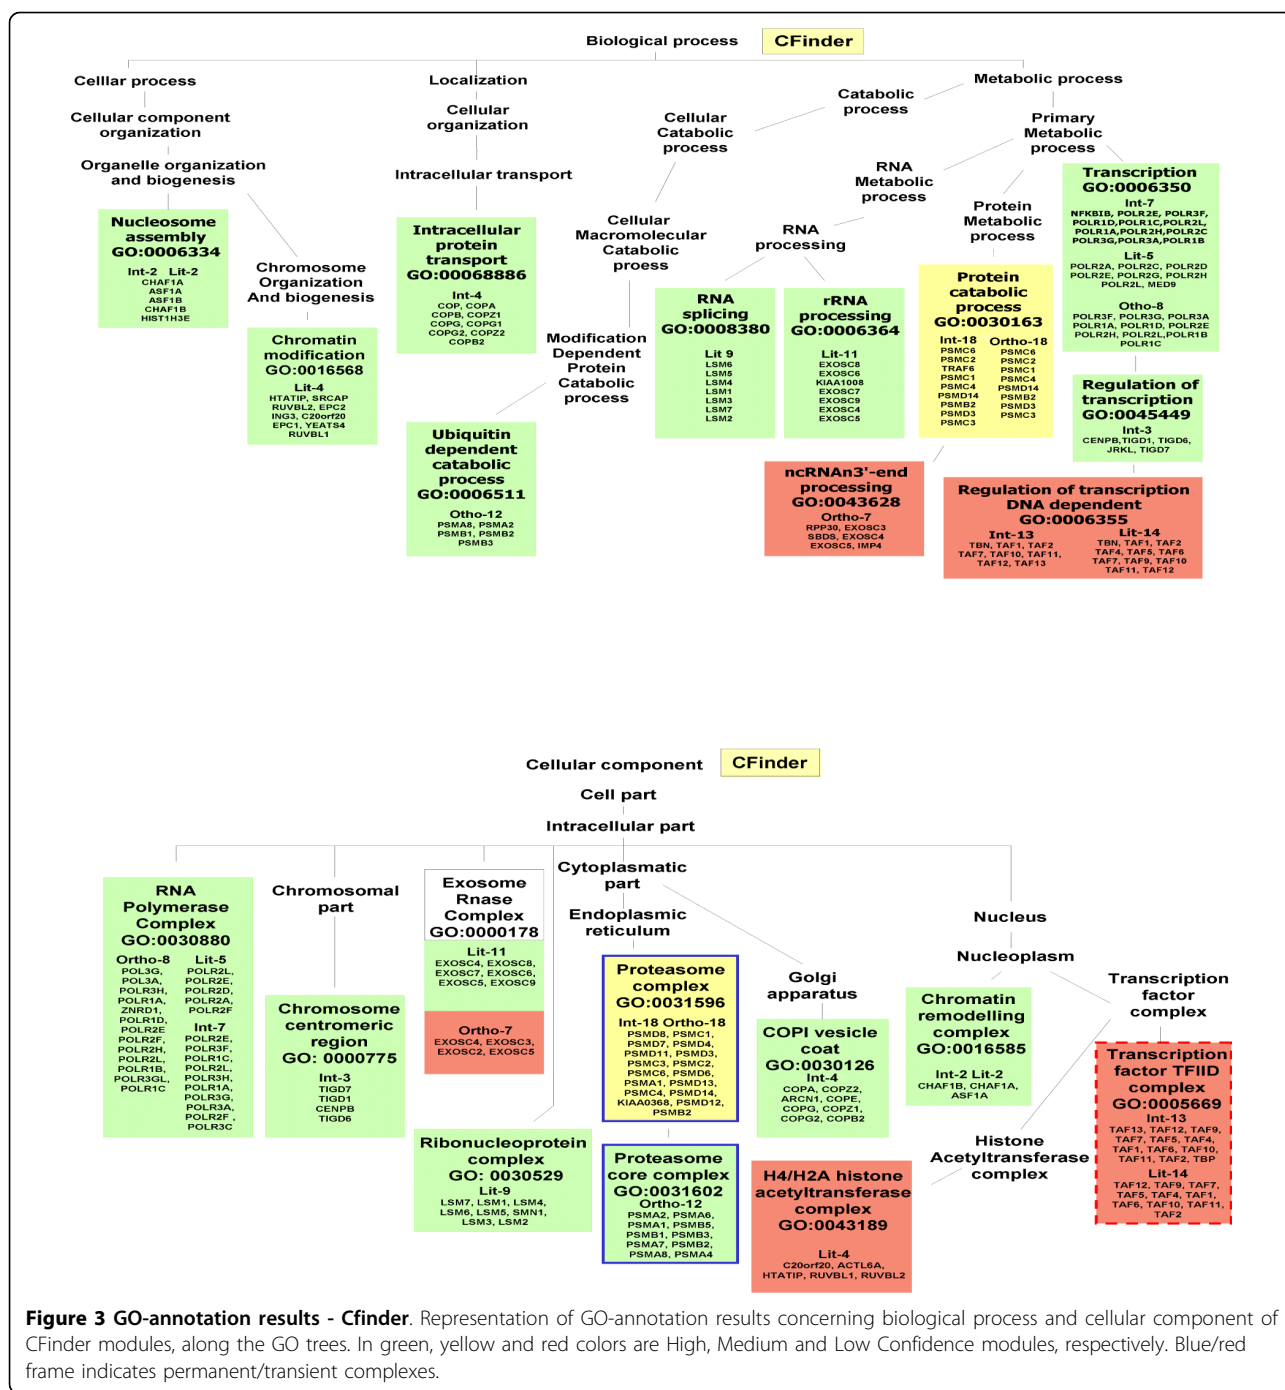 Biological process
CFinder
Celllar process
Localization
Metabolic process
Cellular component
organization
Cellular
organization
Cellular
Catabolic
process
Catabolic
process
Primary
Metabolic
process
Organelle organization
and biogenesis
Intracellular transport
RNA
Metabolic
process
Protein
Metabolic
process
RNA
processing
Cellular
Macromolecular
Catabolic
proess
Chromosome
Organization
And biogenesis
Modification
Dependent
Protein
Catabolic
process
Nucleosome
assembly
GO:0006334
Int-2 Lit-2
CHAF1A
ASF1A
ASF1B
CHAF1B
HIST1H3E
Chromatin
modification
GO:0016568
Lit-4
HTATIP, SRCAP
RUVBL2, EPC2
ING3, C20orf20
EPC1, YEATS4
RUVBL1
Intracellular
protein
transport
GO:00068886
Int-4
COP, COPA
COPB, COPZ1
COPG, COPG1
COPG2, COPZ2
COPB2
Ubiquitin
dependent
catabolic
process
GO:0006511
Otho-12
PSMA8, PSMA2
PSMB1, PSMB2
PSMB3
RNA
splicing
GO:0008380
Lit 9
LSM6
LSM5
LSM4
LSM1
LSM3
LSM7
LSM2
rRNA
processing
GO:0006364
Lit-11
EXOSC8
EXOSC6
KIAA1008
EXOSC7
EXOSC9
EXOSC4
EXOSC5
Protein
catabolic
process
GO:0030163
Int-18
PSMC6
PSMC2
TRAF6
PSMC1
PSMC4
PSMD14
PSMB2
PSMD3
PSMC3
Ortho-18
PSMC6
PSMC2
PSMC1
PSMC4
PSMD14
PSMB2
PSMD3
PSMC3
Transcription
GO:0006350
Int-7
NFKBIB, POLR2E, POLR3F,
POLR1D,POLR1C,POLR2L,
POLR1A,POLR2H,POLR2C
POLR3G,POLR3A,POLR1B
Lit-5
POLR2A, POLR2C, POLR2D
POLR2E, POLR2G, POLR2H
POLR2L, MED9
Otho-8
POLR3F, POLR3G, POLR3A
POLR1A, POLR1D, POLR2E
POLR2H, POLR2L,POLR1B
POLR1C
Regulation of
transcription
GO:0045449
Int-3
CENPB,TIGD1, TIGD6,
JRKL, TIGD7
ncRNAn3'-end
processing
GO:0043628
Ortho-7
RPP30, EXOSC3
SBDS, EXOSC4
EXOSC5, IMP4
Regulation of transcription
DNA dependent
GO:0006355
Int-13
TBN, TAF1, TAF2
TAF7, TAF10, TAF11,
TAF12, TAF13
Lit-14
TBN, TAF1, TAF2
TAF4, TAF5, TAF6
TAF7, TAF9, TAF10
TAF11, TAF12
Cellular component
CFinder
Cell part
Intracellular part
Cytoplasmatic
part
Endoplasmic
reticulum
Chromosomal
part
Golgi
apparatus
Nucleus
Nucleoplasm
Transcription
factor
complex
Histone
Acetyltransferase
complex
RNA
Polymerase
Complex
GO:0030880
Ortho-8
POL3G,
POL3A,
POLR3H,
POLR1A,
ZNRD1,
POLR1D,
POLR2E
POLR2F,
POLR2H,
POLR2L,
POLR1B,
POLR3GL,
POLR1C
Lit-5
POLR2L,
POLR2E,
POLR2D,
POLR2A,
POLR2F
Int-7
POLR2E,
POLR3F,
POLR1C,
POLR2L,
POLR3H,
POLR1A,
POLR3G,
POLR3A,
POLR2F ,
POLR3C
Chromosome
centromeric
region
GO: 0000775
Int-3
TIGD7
TIGD1
CENPB
TIGD6
Exosome
Rnase
Complex
GO:0000178
Lit-11
EXOSC4, EXOSC8,
EXOSC7, EXOSC6,
EXOSC5, EXOSC9
Ortho-7
EXOSC4, EXOSC3,
EXOSC2, EXOSC5
Ribonucleoprotein
complex
GO: 0030529
Lit-9
LSM7, LSM1, LSM4,
LSM6, LSM5, SMN1,
LSM3, LSM2
Proteasome
complex
GO:0031596
Int-18 Ortho-18
PSMD8, PSMC1,
PSMD7, PSMD4,
PSMD11, PSMD3,
PSMC3, PSMC2,
PSMC6, PSMD6,
PSMA1, PSMD13,
PSMC4, PSMD14,
KIAA0368, PSMD12,
PSMB2
Proteasome
core complex
GO:0031602
Ortho-12
PSMA2, PSMA6,
PSMA1, PSMB5,
PSMB1, PSMB3,
PSMA7, PSMB2,
PSMA8, PSMA4
COPI vesicle
coat
GO:0030126
Int-4
COPA, COPZ2,
ARCN1, COPE,
COPG, COPZ1,
COPG2, COPB2
Chromatin
remodelling
complex
GO:0016585
Int-2 Lit-2
CHAF1B, CHAF1A,
ASF1A
H4/H2A histone
acetyltransferase
complex
GO:0043189
Lit-4
C20orf20, ACTL6A,
HTATIP, RUVBL1, RUVBL2
Transcription
factor TFIID
complex
GO:0005669
Int-13
TAF13, TAF12, TAF9,
TAF7, TAF5, TAF4,
TAF1, TAF6, TAF10,
TAF11, TAF2, TBP
Lit-14
TAF12, TAF9, TAF7,
TAF5, TAF4, TAF1,
TAF6, TAF10, TAF11,
TAF2
Figure 3 GO-annotation results - Cfinder. Representation of GO-annotation results concerning biological process and cellular component of
CFinder modules, along the GO trees. In green, yellow and red colors are High, Medium and Low Confidence modules, respectively. Blue/red
frame indicates permanent/transient complexes.